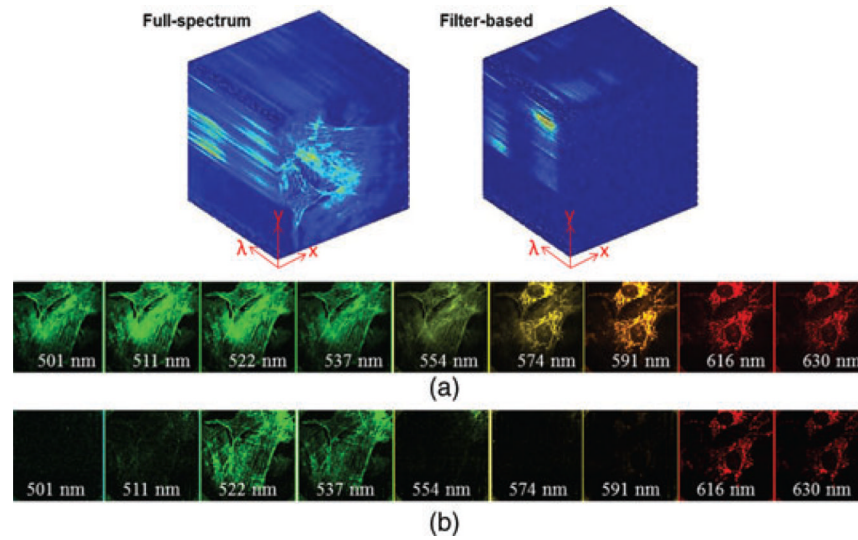 Full-spectrum Filter-based
y y
λ x λ x
501 nm 511 nm 522 nm 537 nm 554 nm 574 nm 591 nm 616 nm 630 nm
(a)
501 nm 511 nm 522 nm 537 nm 554 nm 574 nm 591 nm 616 nm 630 nm
(b)